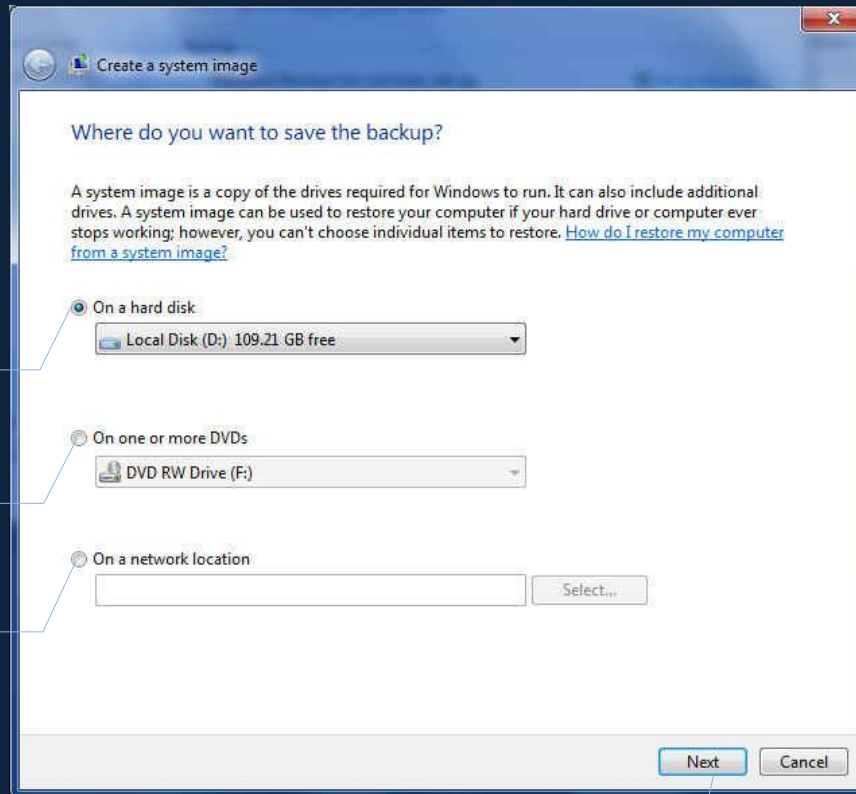 Create a system image
Where do you want to save the backup?
A system image is a copy of the drives required for Windows to run. It can also include additional
drives. A system image can be used to restore your computer if your hard drive or computer ever
stops working; however, you can't choose individual items to restore. How do I restore my computer
from a system image?
On a hard disk
Local Disk (D:) 109.21 GB free
On one or more DVDs
DVD RW Drive (F:)
On a network location
Select...
Next Cancel